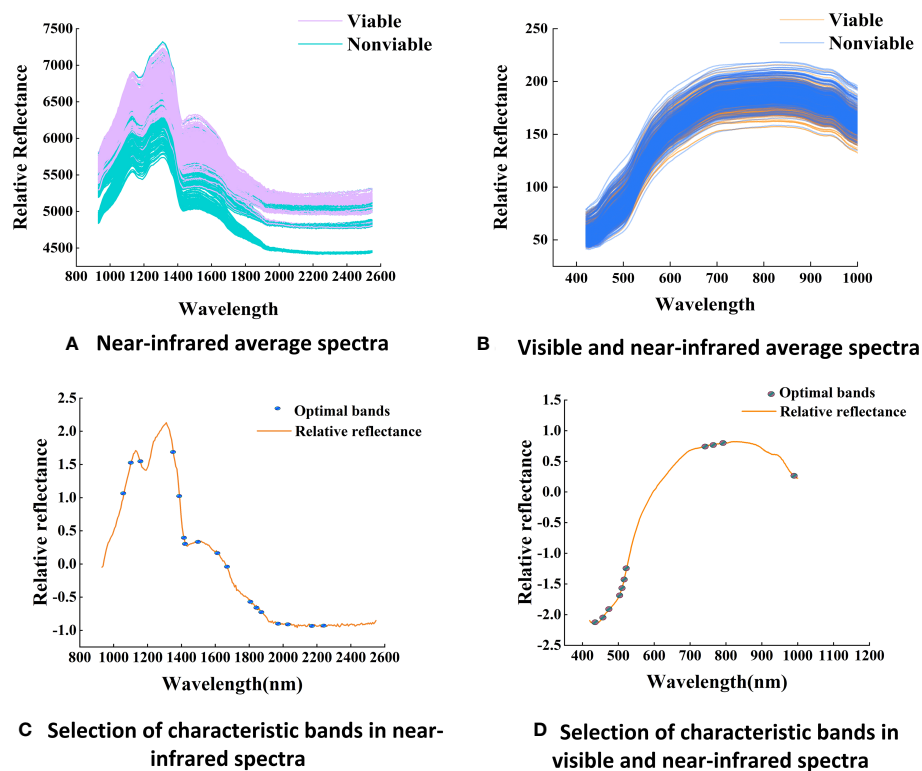 Viable
Nonviable
7500
7000
6500
6000
5500
5000
4500
800 1000 1200 1400 1600 1800 2000 2200 2400 2600
Relative Reflectance
Wavelength
A Near-infrared average spectra
Viable
Nonviable
250
200
150
100
50
400 500 600 700 800 900 1000
Relative Reflectance
Wavelength
B Visible and near-infrared average spectra
Optimal bands
Relative reflectance
2.5
2.0
1.5
1.0
0.5
0.0
-0.5
-1.0
800 1000 1200 1400 1600 1800 2000 2200 2400 2600
Relative reflectance
Wavelength(nm)
C Selection of characteristic bands in near-
infrared spectra
Optimal bands
Relative reflectance
1.5
1.0
0.5
0.0
-0.5
-1.0
-1.5
-2.0
-2.5
400 500 600 700 800 900 1000 1100 1200
Relative reflectance
Wavelength(nm)
D Selection of characteristic bands in
visible and near-infrared spectra